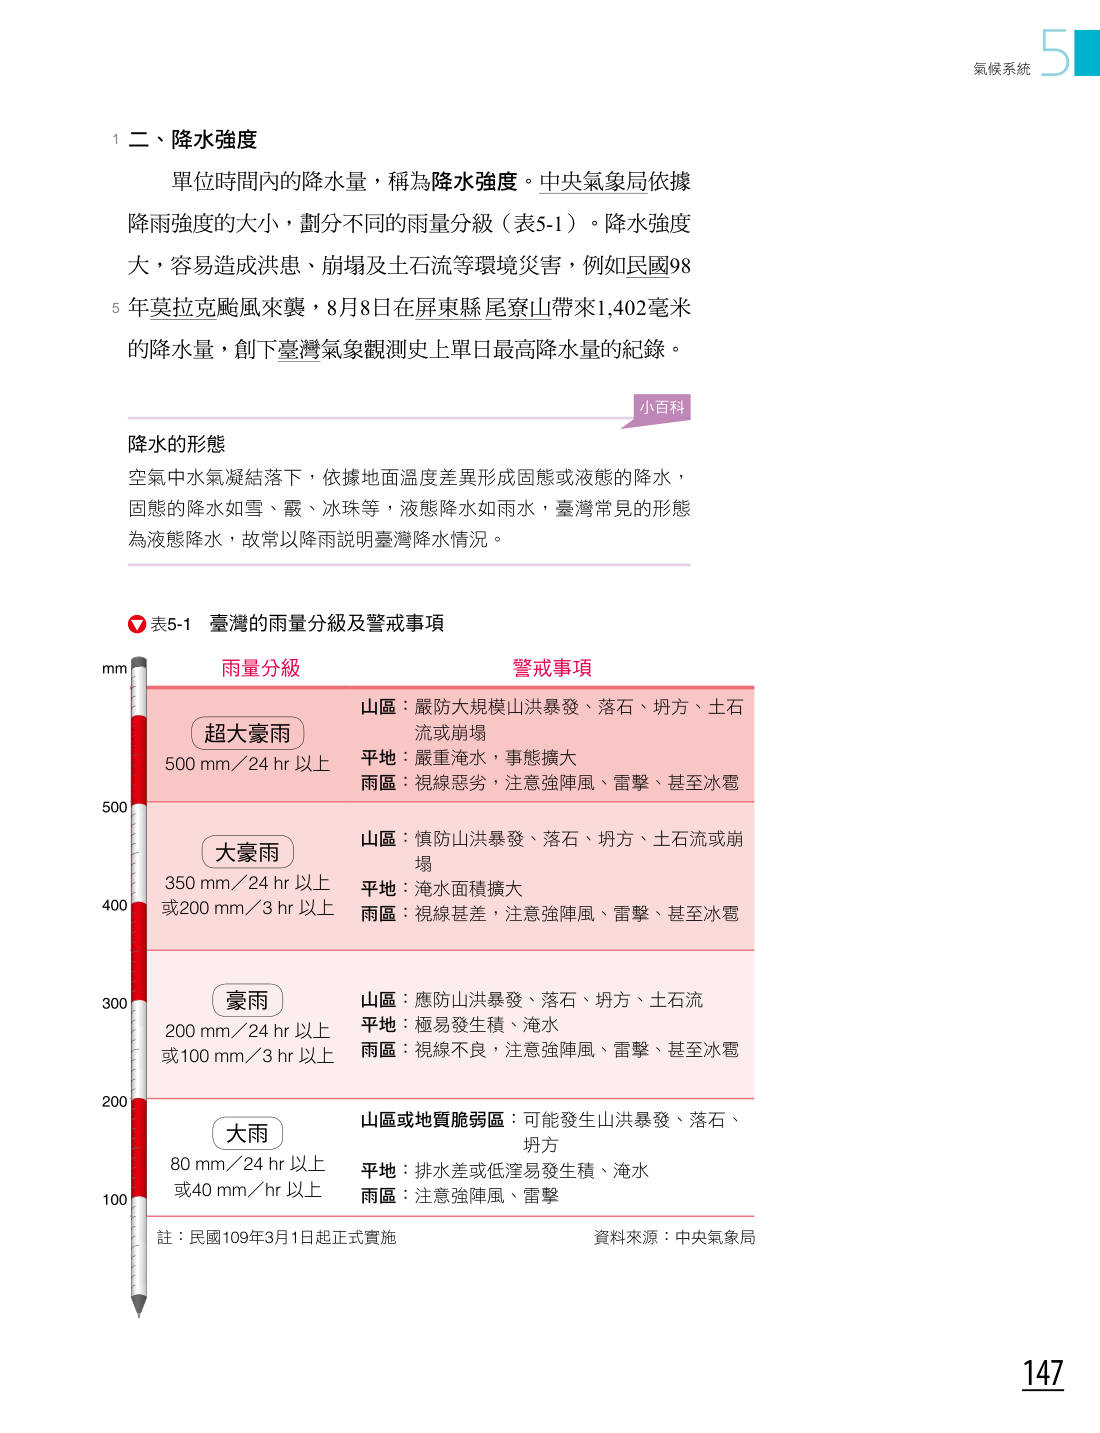 氣候系統 5
1 二、降水強度
單位時間內的降水量，稱為降水強度。中央氣象局依據
降雨強度的大小，劃分不同的雨量分級（表5-1）。降水強度
大，容易造成洪患、崩塌及土石流等環境災害，例如民國98
5 年莫拉克颱風來襲，8月8日在屏東縣尾寮山帶來1,402毫米
的降水量，創下臺灣氣象觀測史上單日最高降水量的紀錄。
小百科
降水的形態
空氣中水氣凝結落下，依據地面溫度差異形成固態或液態的降水，
固態的降水如雪、霰、冰珠等，液態降水如雨水，臺灣常見的形態
為液態降水，故常以降雨說明臺灣降水情況。
表5-1 臺灣的雨量分級及警戒事項
mm 雨量分級 警戒事項
超大豪雨
500 mm／24 hr 以上
山區：嚴防大規模山洪暴發、落石、坍方、土石
流或崩塌
平地：嚴重淹水，事態擴大
雨區：視線惡劣，注意強陣風、雷擊、甚至冰雹
500
大豪雨
350 mm／24 hr 以上
或200 mm／3 hr 以上
山區：慎防山洪暴發、落石、坍方、土石流或崩
塌
平地：淹水面積擴大
雨區：視線甚差，注意強陣風、雷擊、甚至冰雹
400
300
豪雨
200 mm／24 hr 以上
或100 mm／3 hr 以上
山區：應防山洪暴發、落石、坍方、土石流
平地：極易發生積、淹水
雨區：視線不良，注意強陣風、雷擊、甚至冰雹
200
大雨
80 mm／24 hr 以上
或40 mm／hr 以上
山區或地質脆弱區：可能發生山洪暴發、落石、
坍方
平地：排水差或低窪易發生積、淹水
雨區：注意強陣風、雷擊
100
註：民國109年3月1日起正式實施 資料來源：中央氣象局
147